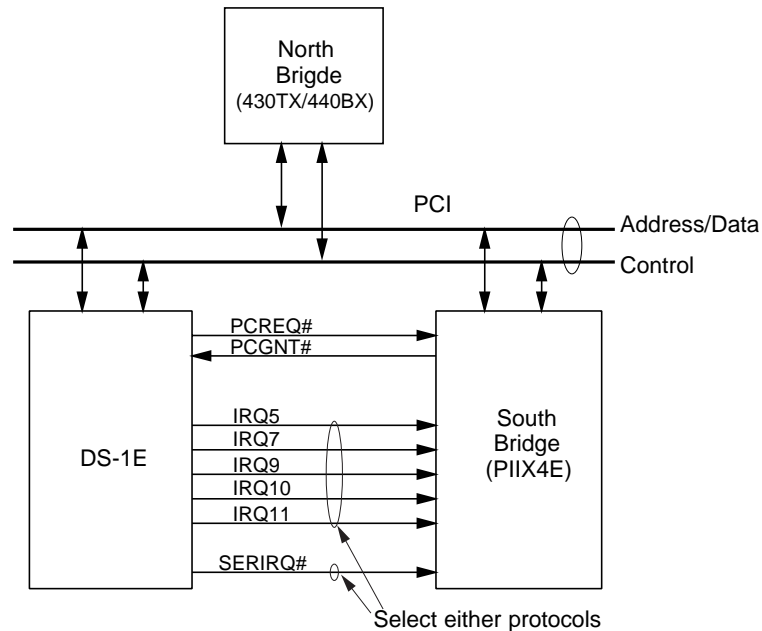 North
Brigde
(430TX/440BX)
PCI
Address/Data
Control
PCREQ#
PCGNT#
IRQ5
IRQ7
IRQ9
IRQ10
IRQ11
SERIRQ#
DS-1E
South
Bridge
(PIIX4E)
Select either protocols